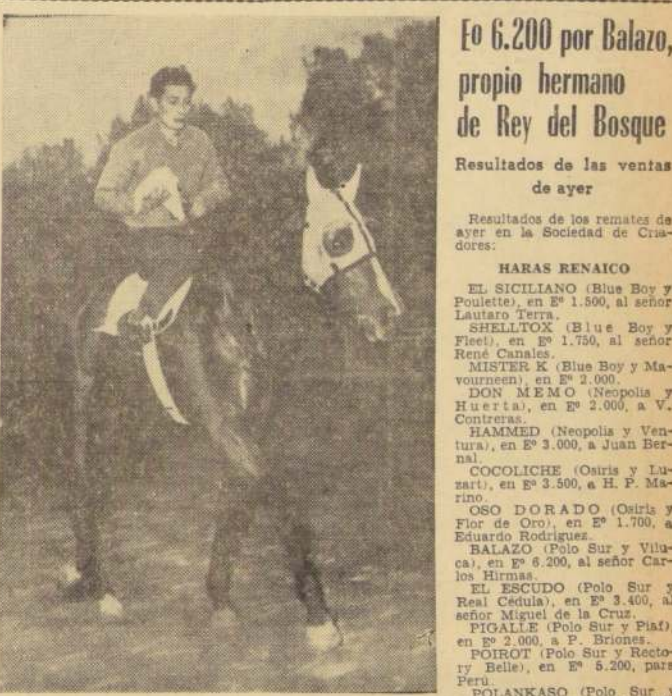 Eº 6.200 por Balazo,
propio hermano
de Rey del Bosque
Resultados de las ventas
de ayer
Resultados de los remates de
ayer en la Sociedad de Cria-
dores:
HARAS RENAICO
EL SICILIANO (Blue Boy y
Poulette), en Eº 1.500, al señor
Lautaro Terra.
SHELLTOX (Blue Boy y
Fleet), en Eº 1.750, al señor
René Canales.
MISTER K (Blue Boy y Ma-
vourneen), en Eº 2.000.
DON MEMO (Neopolis y
Huerta), en Eº 2.000, a V.
Contreras.
HAMMED (Neopolis y Ven-
tura), en Eº 3.000, a Juan Ber-
nal.
COCOLICHE (Osiris y Lu-
zart), en Eº 3.500, a H. P. Ma-
rino.
OSO DORADO (Osiris y
Flor de Oro), en Eº 1.700, a
Eduardo Rodríguez.
BALAZO (Polo Sur y Vilu-
ca), en Eº 6.200, al señor Car-
los Hirmas.
EL ESCUDO (Polo Sur y
Real Cédula), en Eº 3.400, al
señor Miguel de la Cruz.
PIGALLE (Polo Sur y Piaf)
en Eº 2.000, a P. Briones.
POIROT (Polo Sur y Recto-
ry Belle), en Eº 5.200, para
Perú.
POLANKASO (Polo Sur